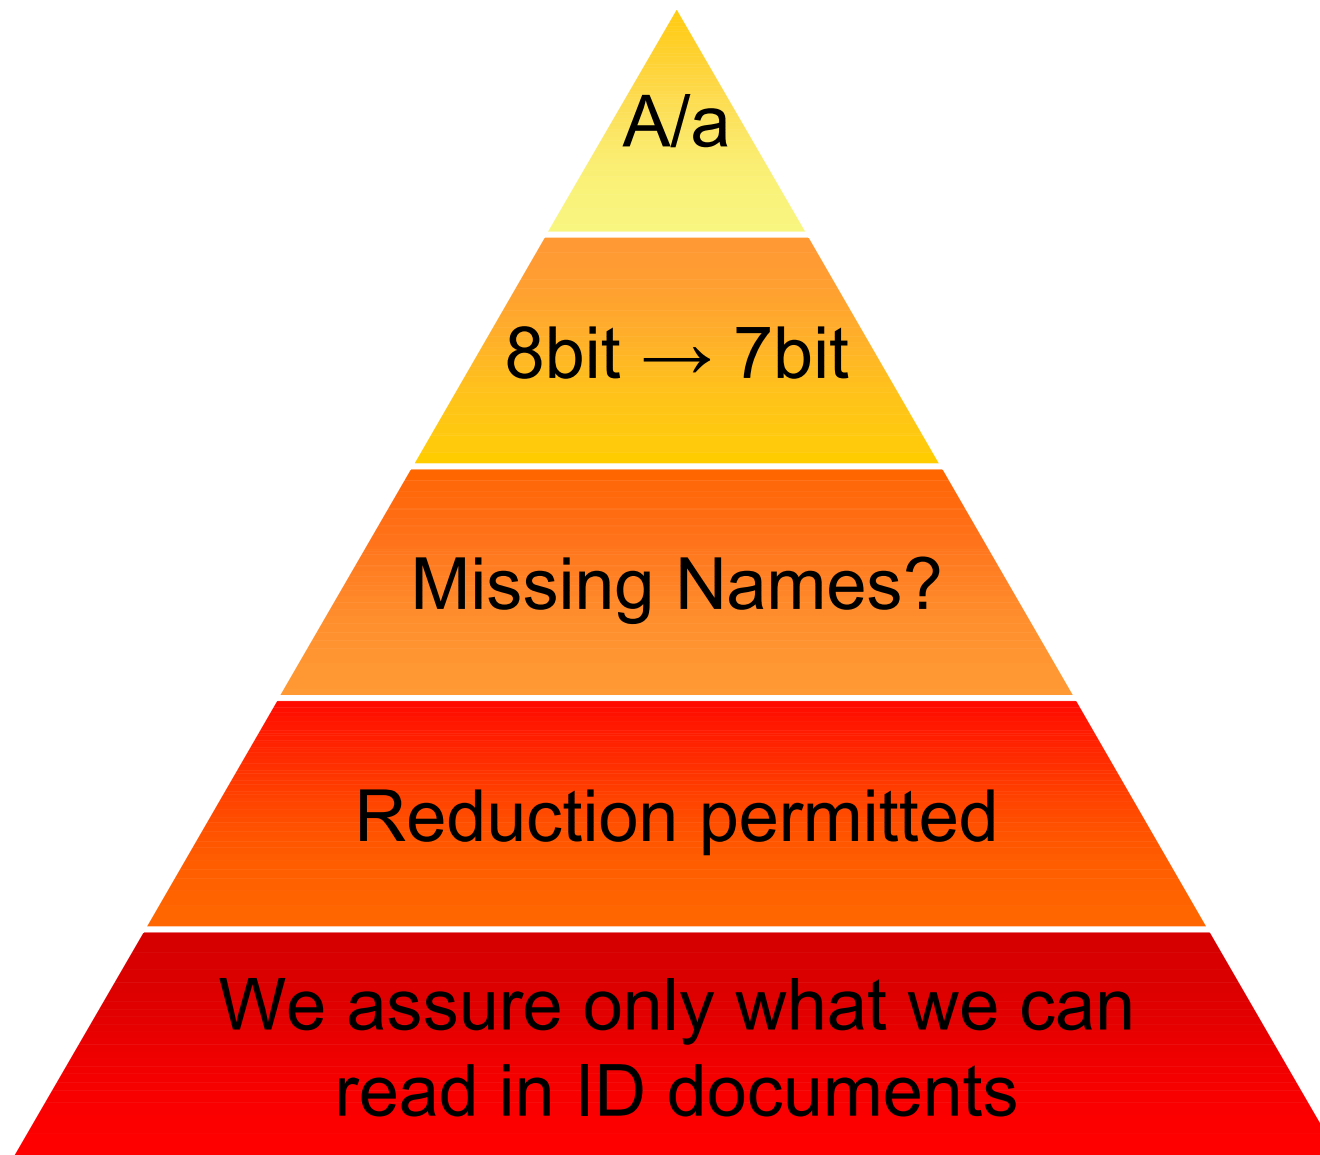 A/a
8bit → 7bit
Missing Names?
Reduction permitted
We assure only what we can
read in ID documents